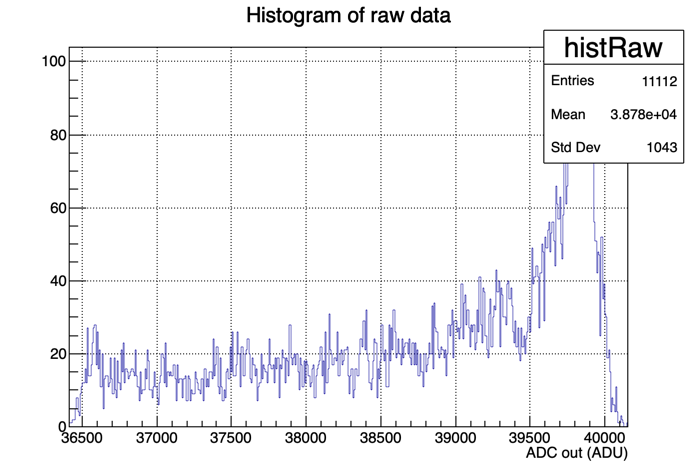 Histogram of raw data
histRaw
Entries 11112
Mean 3.878e+04
Std Dev 1043
100
80
60
40
20
0
36500 37000 37500 38000 38500 39000 39500 40000
ADC out (ADU)